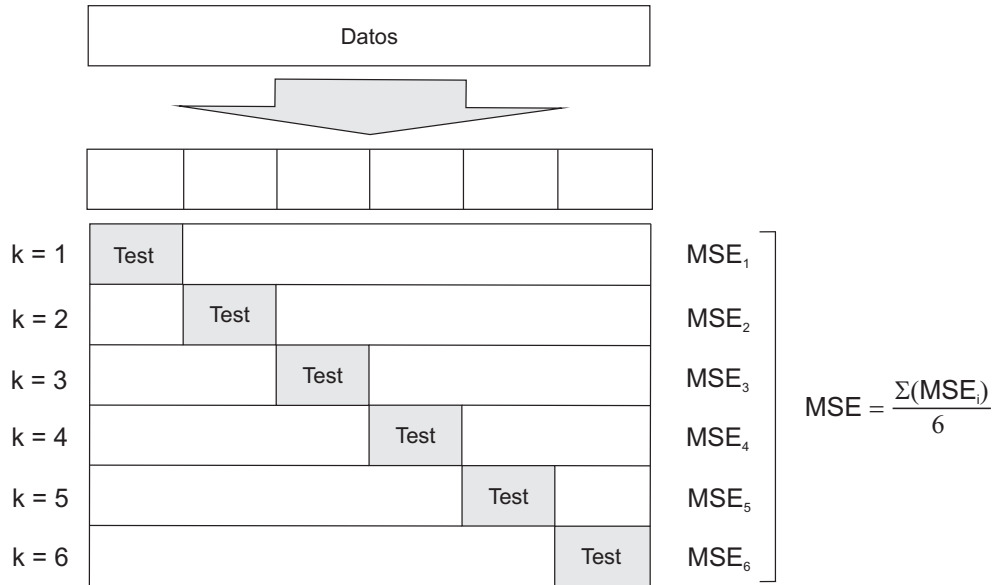 Datos
k = 1 Test MSE₁
k = 2 Test MSE₂
k = 3 Test MSE₃
k = 4 Test MSE₄
k = 5 Test MSE₅
k = 6 Test MSE₆
MSE = Σ(MSEᵢ) / 6